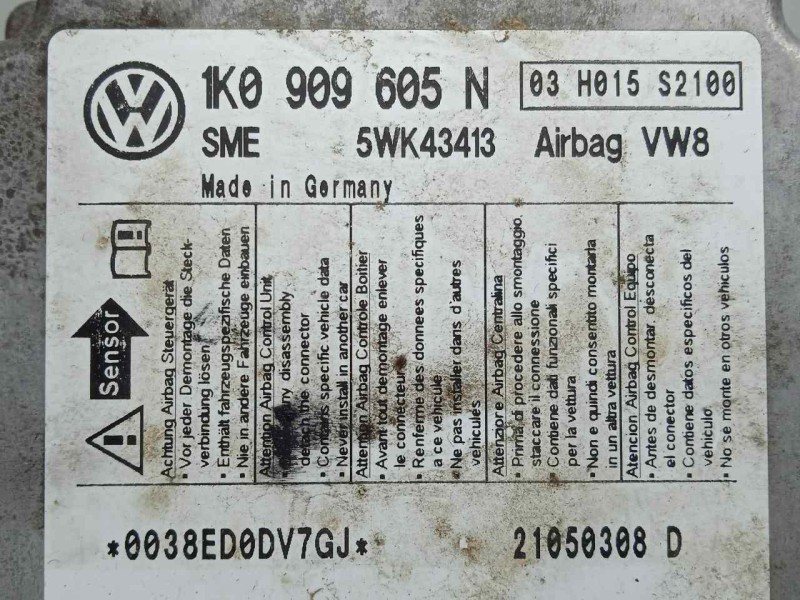 1K0 909 605 N
03 H015 S2100
SME 5WK43413 Airbag VW8
Made in Germany
Sensor
Achtung Airbag Steuergerät
• Vor jeder Demontage die Steck-
verbindung lösen
• Enthält fahrzeugspezifische Daten
• Nie in andere Fahrzeuge einbauen
Attention Airbag Control Unit
disassembly
the connector
• Contains specific vehicle data
• Never install in another car
Attention Airbag Controle Boitier
• Avant tout demontage enlever
le connecteur
• Renferme des donnees specifiques
a ce vehicule
• Ne pas installer dans d'autres
vehicules
Attenzione Airbag Centralina
• Prima di procedere allo smontaggio
staccare il connessione
• Contiene dati funzionali specifici
per la vettura
• Non e quindi consentito montarla
in un altra vettura
Atencion Airbag Control Equipo
• Antes de desmontar, desconecta
el conector
• Contiene datos especificos del
vehiculo
• No se monte en otros vehiculos
*0038ED0DV7GJ*
21050308 D